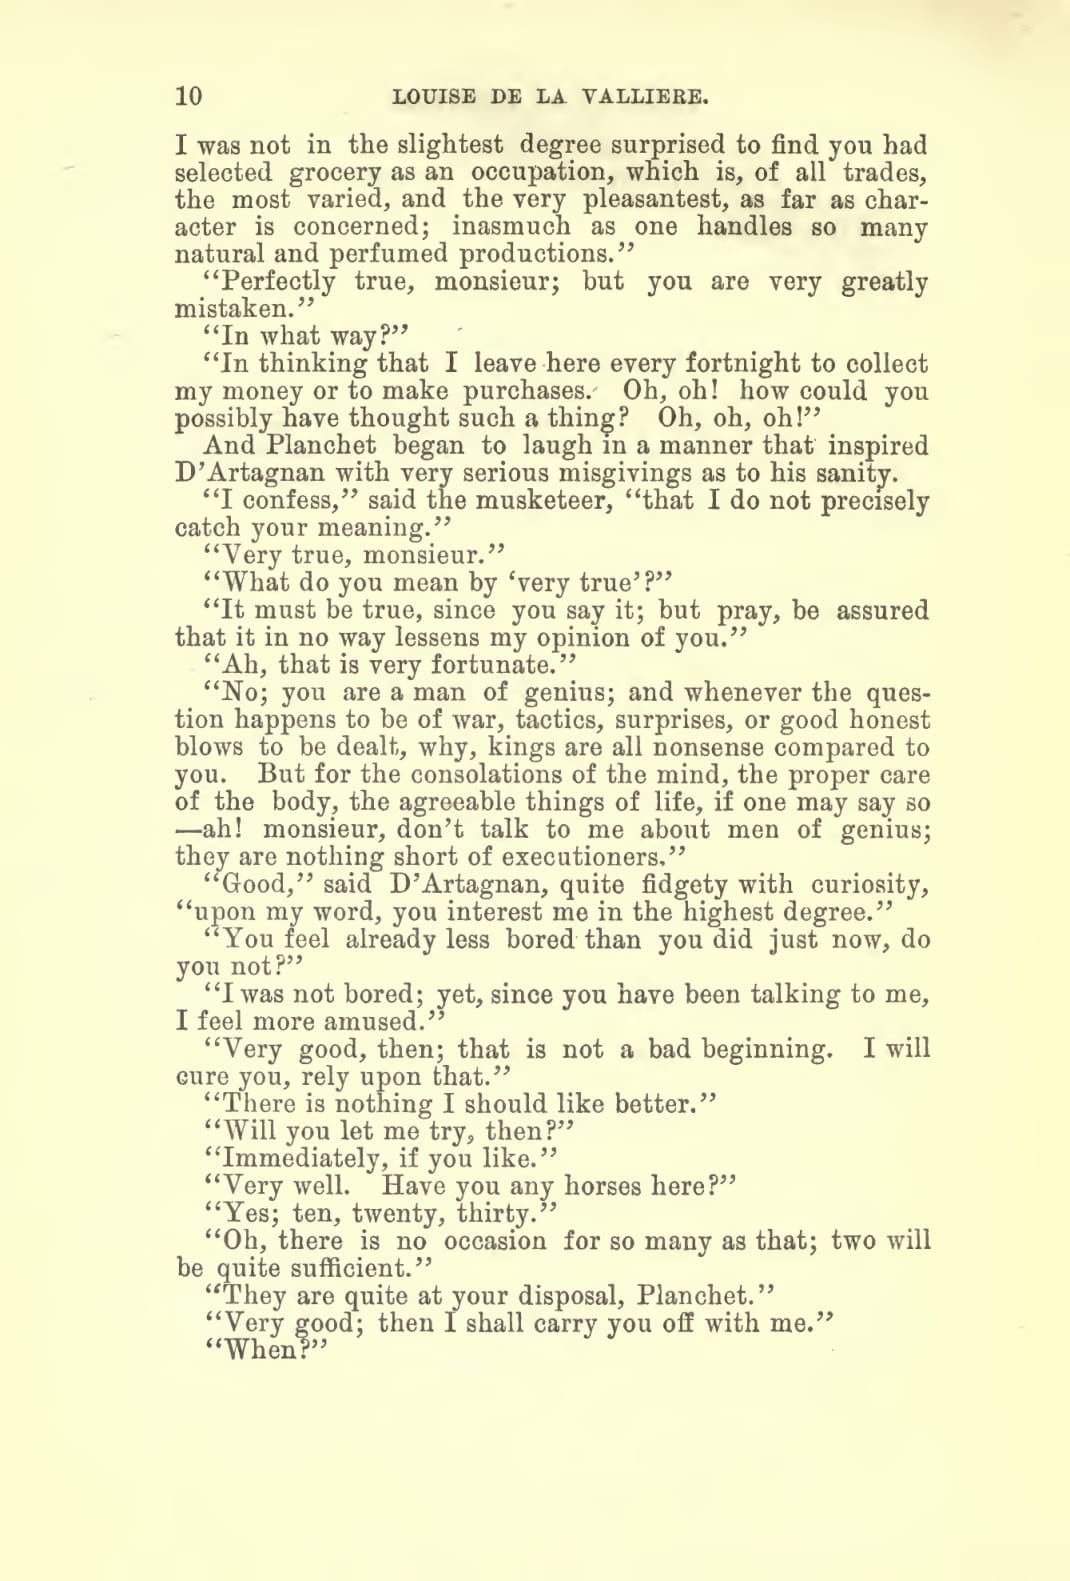 10 LOUISE DE LA VALLIERE.
I was not in the slightest degree surprised to find you had
selected grocery as an occupation, which is, of all trades,
the most varied, and the very pleasantest, as far as char-
acter is concerned; inasmuch as one handles so many
natural and perfumed productions."
"Perfectly true, monsieur; but you are very greatly
mistaken."
"In what way?"
"In thinking that I leave here every fortnight to collect
my money or to make purchases. Oh, oh! how could you
possibly have thought such a thing? Oh, oh, oh!"
And Planchet began to laugh in a manner that inspired
D'Artagnan with very serious misgivings as to his sanity.
"I confess," said the musketeer, "that I do not precisely
catch your meaning."
"Very true, monsieur."
"What do you mean by 'very true'?"
"It must be true, since you say it; but pray, be assured
that it in no way lessens my opinion of you."
"Ah, that is very fortunate."
"No; you are a man of genius; and whenever the ques-
tion happens to be of war, tactics, surprises, or good honest
blows to be dealt, why, kings are all nonsense compared to
you. But for the consolations of the mind, the proper care
of the body, the agreeable things of life, if one may say so
—ah! monsieur, don't talk to me about men of genius;
they are nothing short of executioners."
"Good," said D'Artagnan, quite fidgety with curiosity,
"upon my word, you interest me in the highest degree."
"You feel already less bored than you did just now, do
you not?"
"I was not bored; yet, since you have been talking to me,
I feel more amused."
"Very good, then; that is not a bad beginning. I will
cure you, rely upon that."
"There is nothing I should like better."
"Will you let me try, then?"
"Immediately, if you like."
"Very well. Have you any horses here?"
"Yes; ten, twenty, thirty."
"Oh, there is no occasion for so many as that; two will
be quite sufficient."
"They are quite at your disposal, Planchet."
"Very good; then I shall carry you off with me."
"When?"